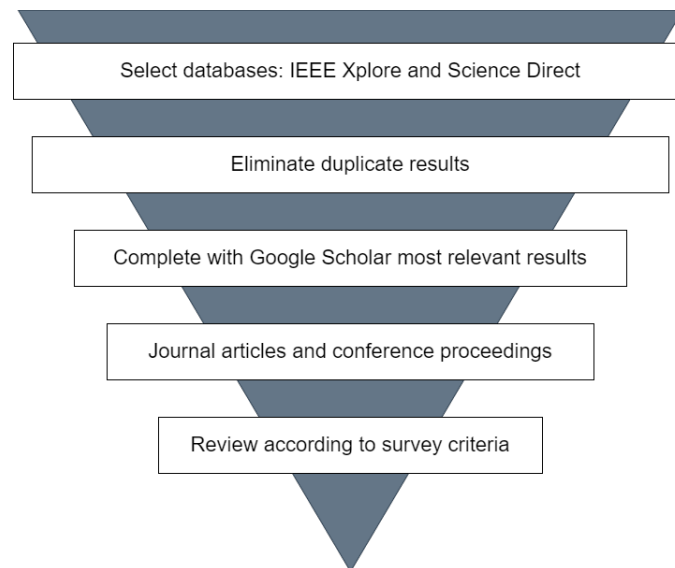 Select databases: IEEE Xplore and Science Direct
Eliminate duplicate results
Complete with Google Scholar most relevant results
Journal articles and conference proceedings
Review according to survey criteria